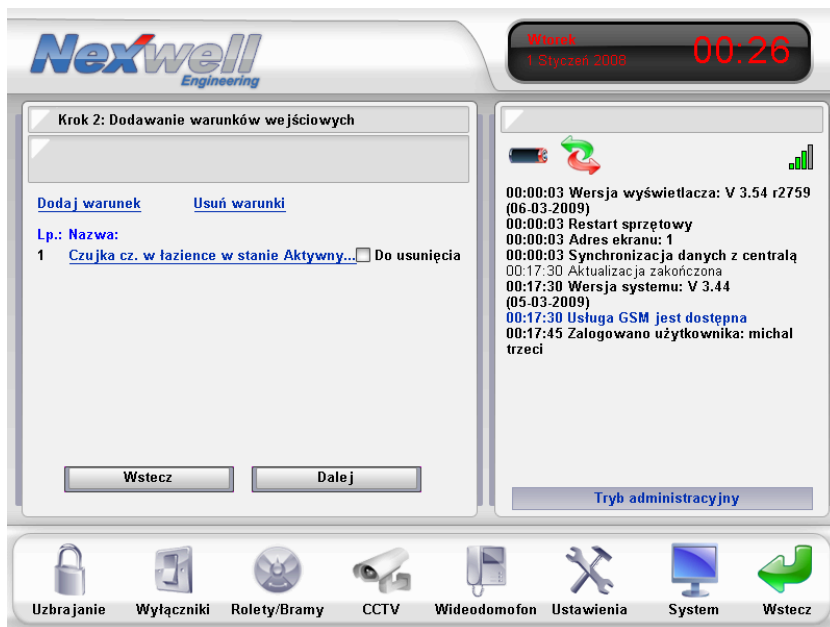 Nexwell
Engineering
Wtorek
1 Styczeń 2008
00:26
Krok 2: Dodawanie warunków wejściowych
Dodaj warunek Usuń warunki
Lp.: Nazwa:
1 Czujka cz. w łazience w stanie Aktywny... Do usunięcia
Wstecz Dalej
00:00:03 Wersja wyświetlacza: V 3.54 r2759
(06-03-2009)
00:00:03 Restart sprzętowy
00:00:03 Adres ekranu: 1
00:00:03 Synchronizacja danych z centralą
00:17:30 Aktualizacja zakończona
00:17:30 Wersja systemu: V 3.44
(05-03-2009)
00:17:30 Usługa GSM jest dostępna
00:17:45 Zalogowano użytkownika: michal
trzeci
Tryb administracyjny
Uzbrajanie Wyłączniki Rolety/Bramy CCTV Wideodomofon Ustawienia System Wstecz